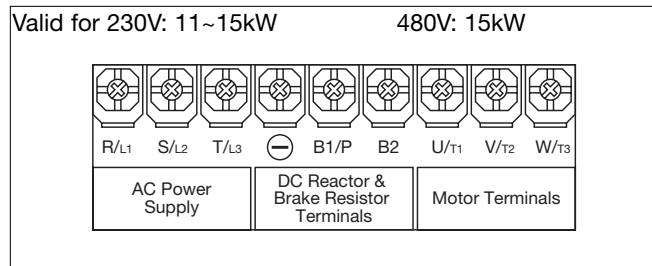 Valid for 230V: 11~15kW 480V: 15kW
R/L1 S/L2 T/L3 ⊖ B1/P B2 U/T1 V/T2 W/T3
AC Power DC Reactor & Motor Terminals
Supply Brake Resistor
Terminals